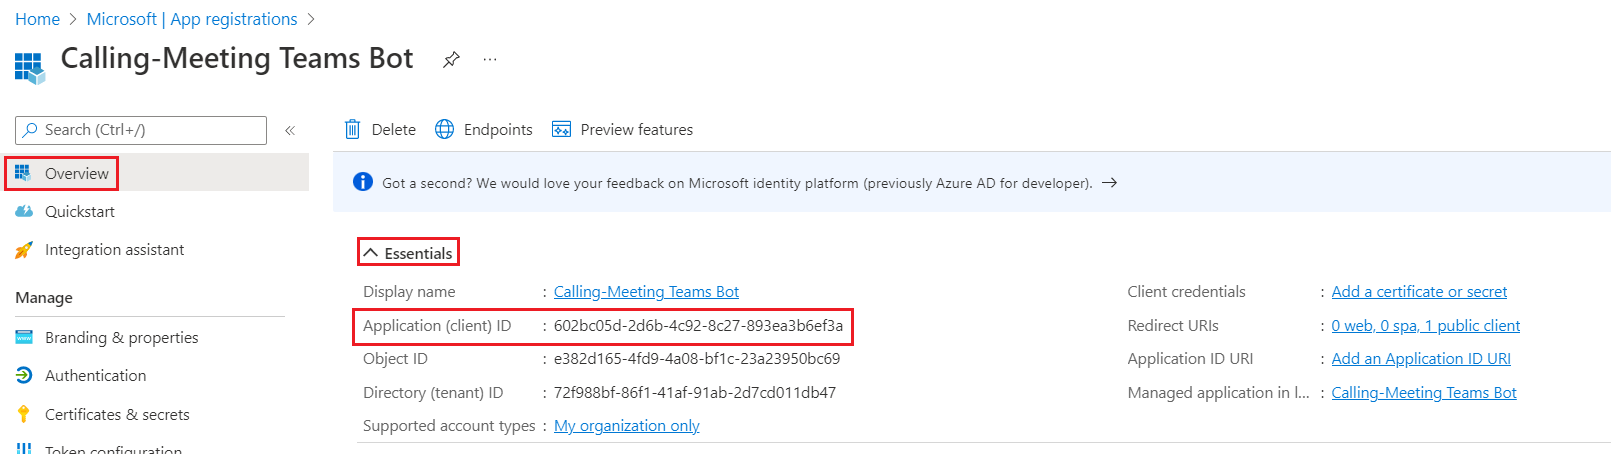 Home > Microsoft | App registrations >
Calling-Meeting Teams Bot ...
Search (Ctrl+/) «
Overview
Quickstart
Integration assistant
Manage
Branding & properties
Authentication
Certificates & secrets
Token configuration
Delete Endpoints Preview features
Got a second? We would love your feedback on Microsoft identity platform (previously Azure AD for developer). →
Essentials
Display name : Calling-Meeting Teams Bot
Application (client) ID : 602bc05d-2d6b-4c92-8c27-893ea3b6ef3a
Object ID : e382d165-4fd9-4a08-bf1c-23a23950bc69
Directory (tenant) ID : 72f988bf-86f1-41af-91ab-2d7cd011db47
Supported account types : My organization only
Client credentials : Add a certificate or secret
Redirect URIs : 0 web, 0 spa, 1 public client
Application ID URI : Add an Application ID URI
Managed application in l... : Calling-Meeting Teams Bot